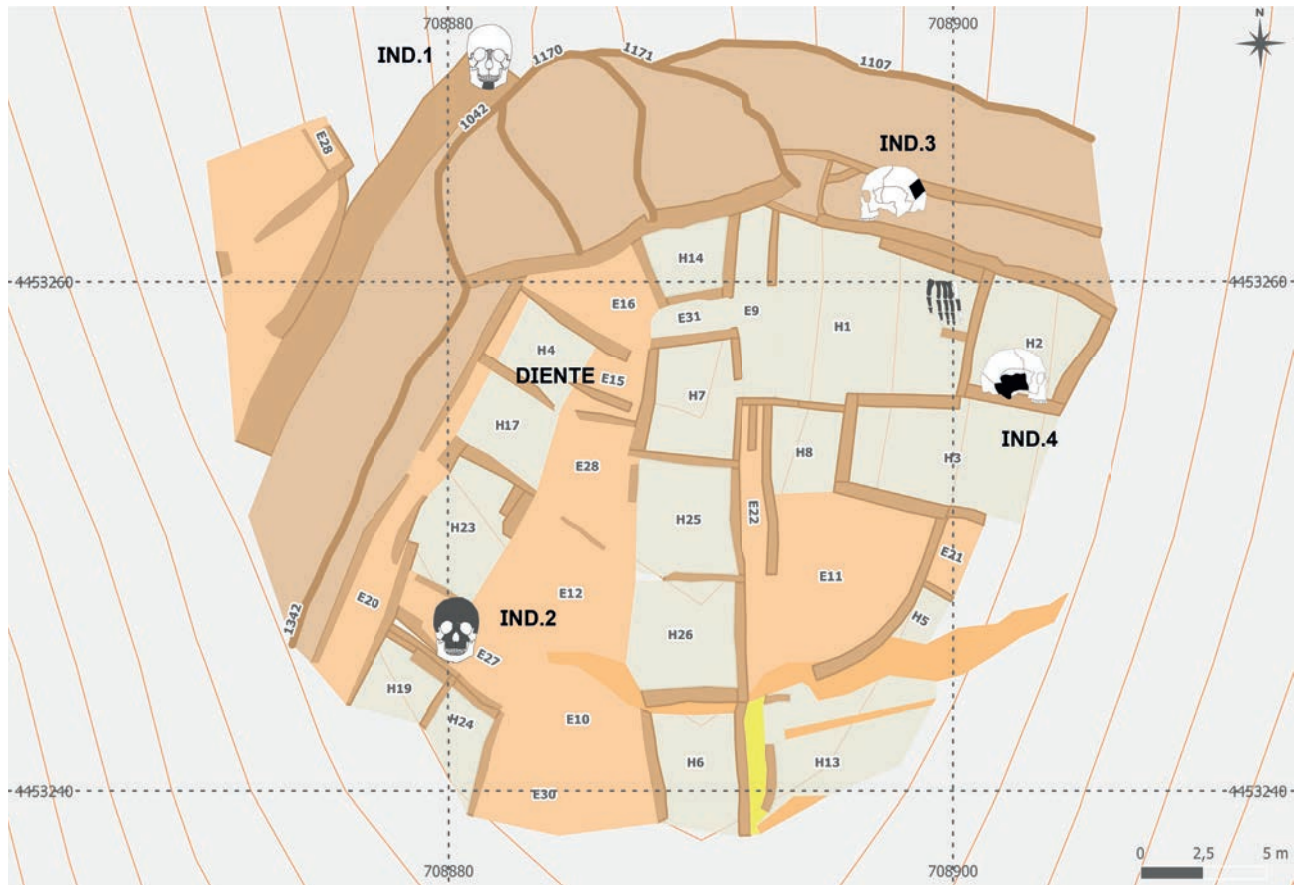 708880
708900
N
IND.1
1170
1171
1107
1042
E28
IND.3
H14
4453260
4453260
E16
E31
E9
H1
H2
H4
DIENTE
E15
H7
IND.4
H17
H8
H3
E28
E22
H25
H23
E21
E11
E12
E20
H5
IND.2
1342
H26
E27
H19
H24
E10
H6
H13
4453240
E30
4453240
0
2,5
5 m
708880
708900